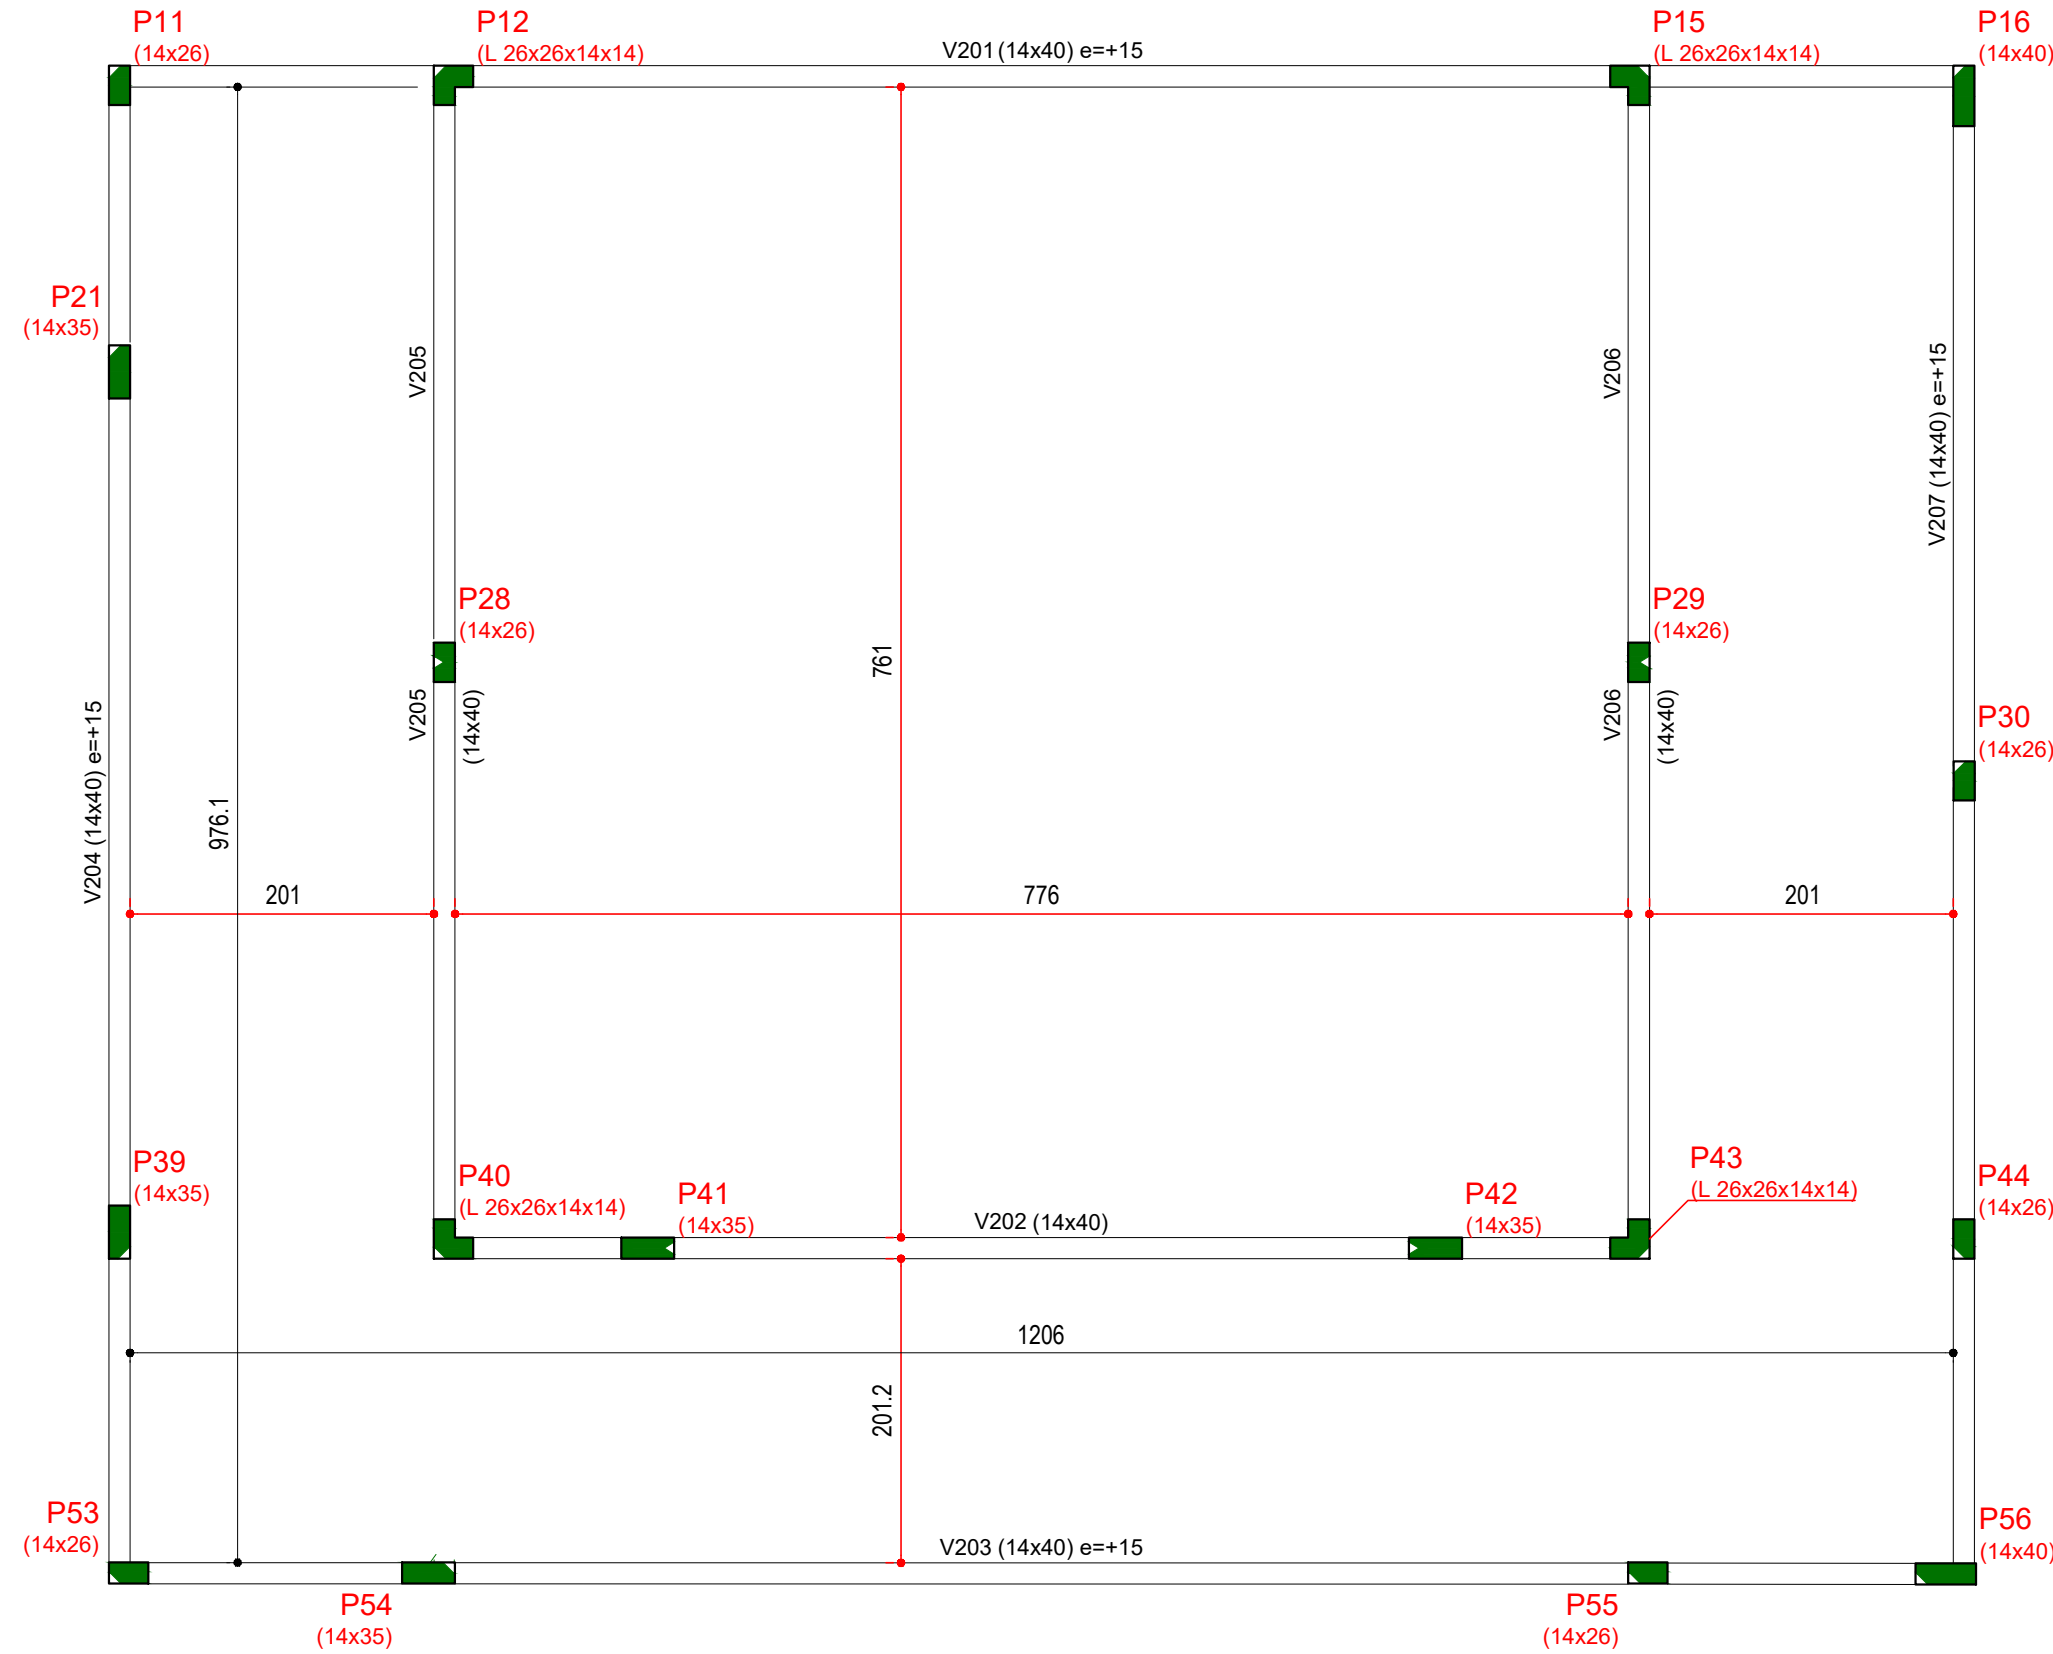 P11
(14x26)
P12
(L 26x26x14x14)
V201 (14x40) e=+15
P15
(L 26x26x14x14)
P16
(14x40)
P21
(14x35)
V205
V206
V207 (14x40) e=+15
P28
(14x26)
P29
(14x26)
V205
(14x40)
761
V206
(14x40)
P30
(14x26)
V204 (14x40) e=+15
976.1
201
776
201
P39
(14x35)
P40
(L 26x26x14x14)
P41
(14x35)
V202 (14x40)
P42
(14x35)
P43
(L 26x26x14x14)
P44
(14x26)
1206
201.2
P53
(14x26)
V203 (14x40) e=+15
P56
(14x40)
P54
(14x35)
P55
(14x26)